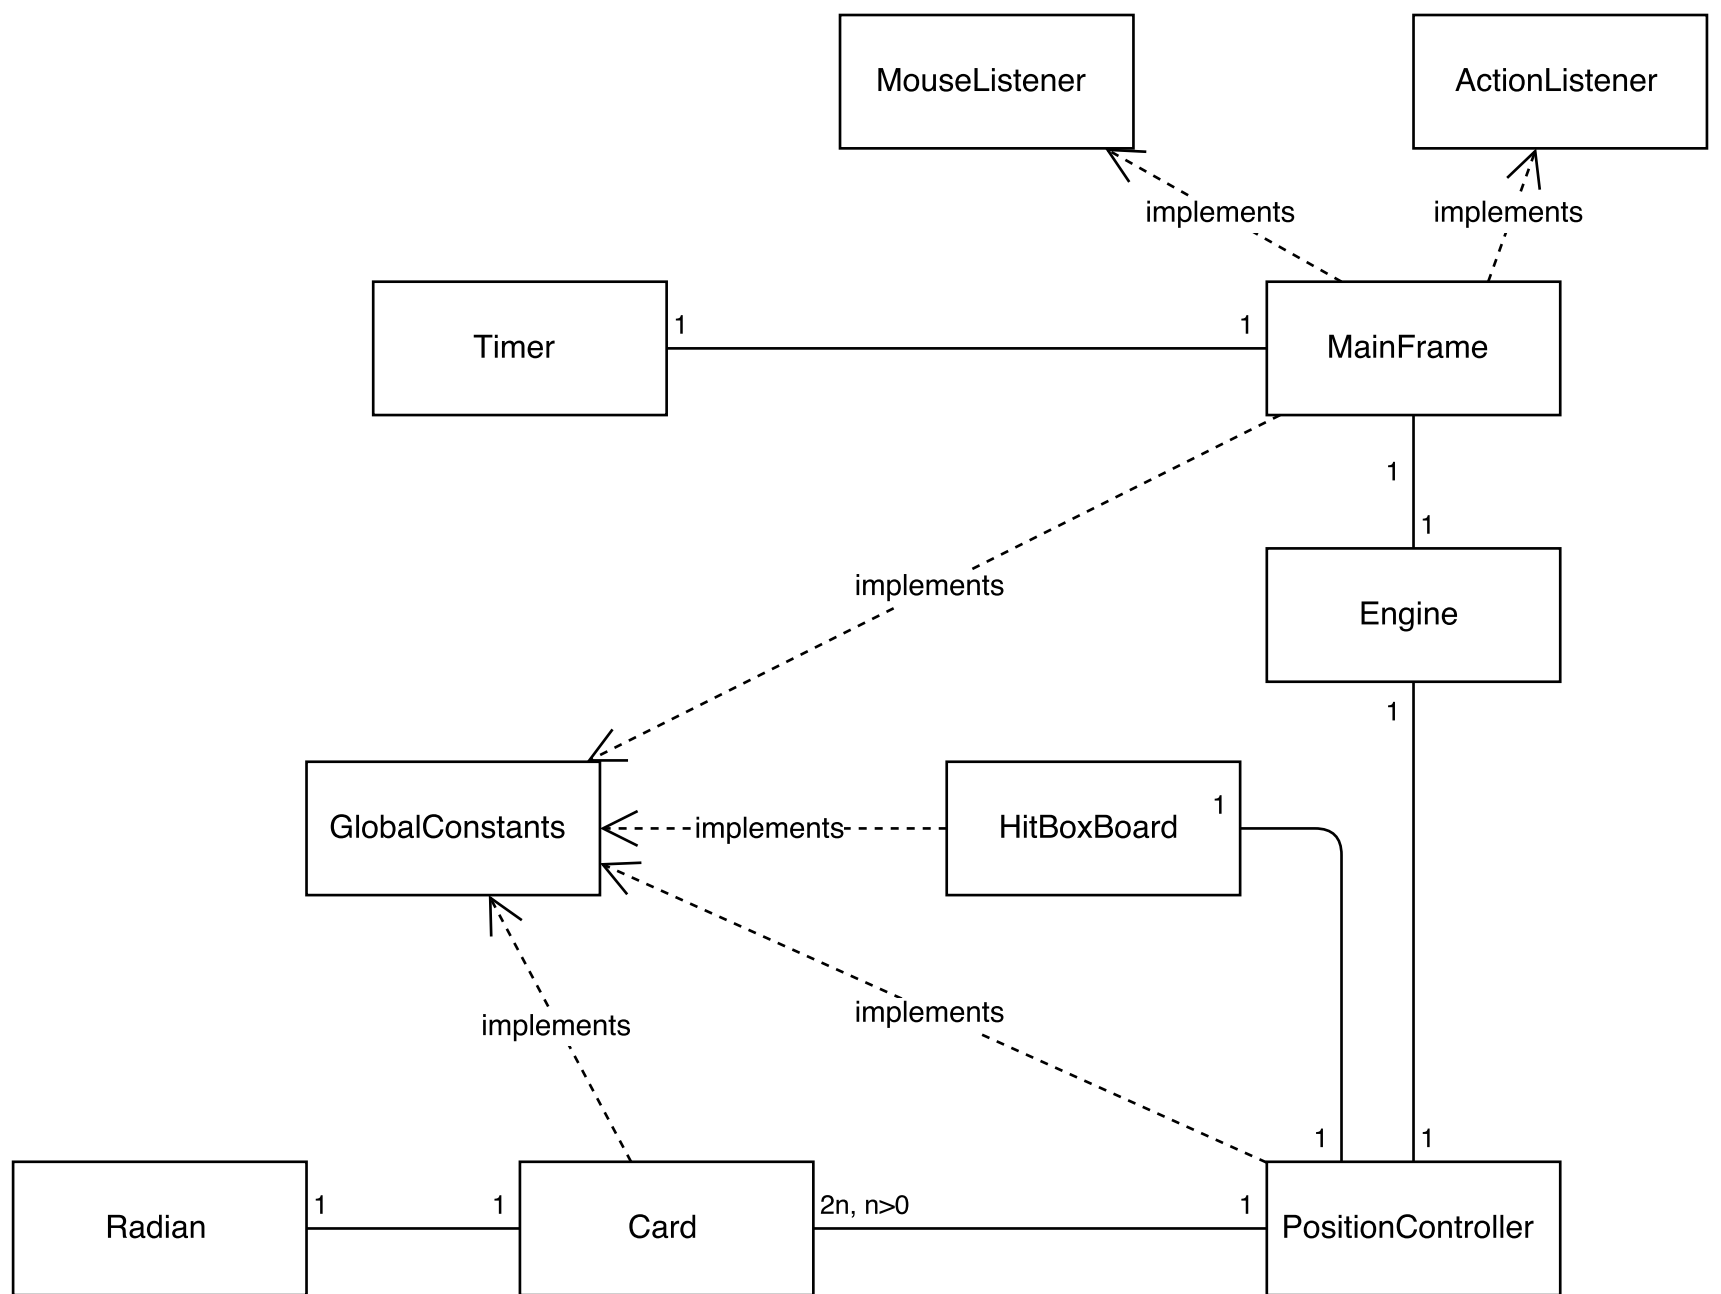 MouseListener
ActionListener
implements
implements
Timer
1
1
MainFrame
1
1
implements
Engine
1
GlobalConstants
implements
HitBoxBoard
1
implements
implements
1
1
Radian
1
1
Card
2n, n>0
1
PositionController